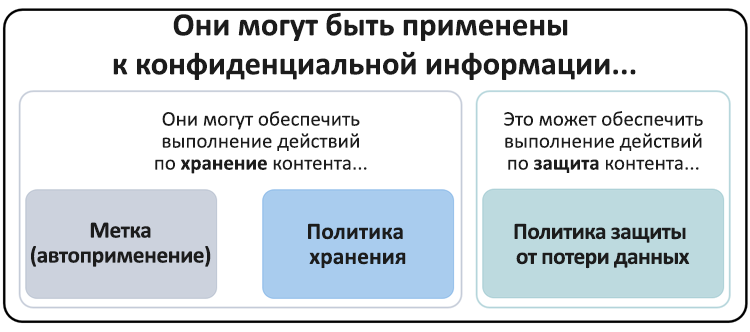 Они могут быть применены
к конфиденциальной информации...
Они могут обеспечить
выполнение действий
по хранение контента...
Это может обеспечить
выполнение действий
по защита контента...
Метка
(автоприменение)
Политика
хранения
Политика защиты
от потери данных